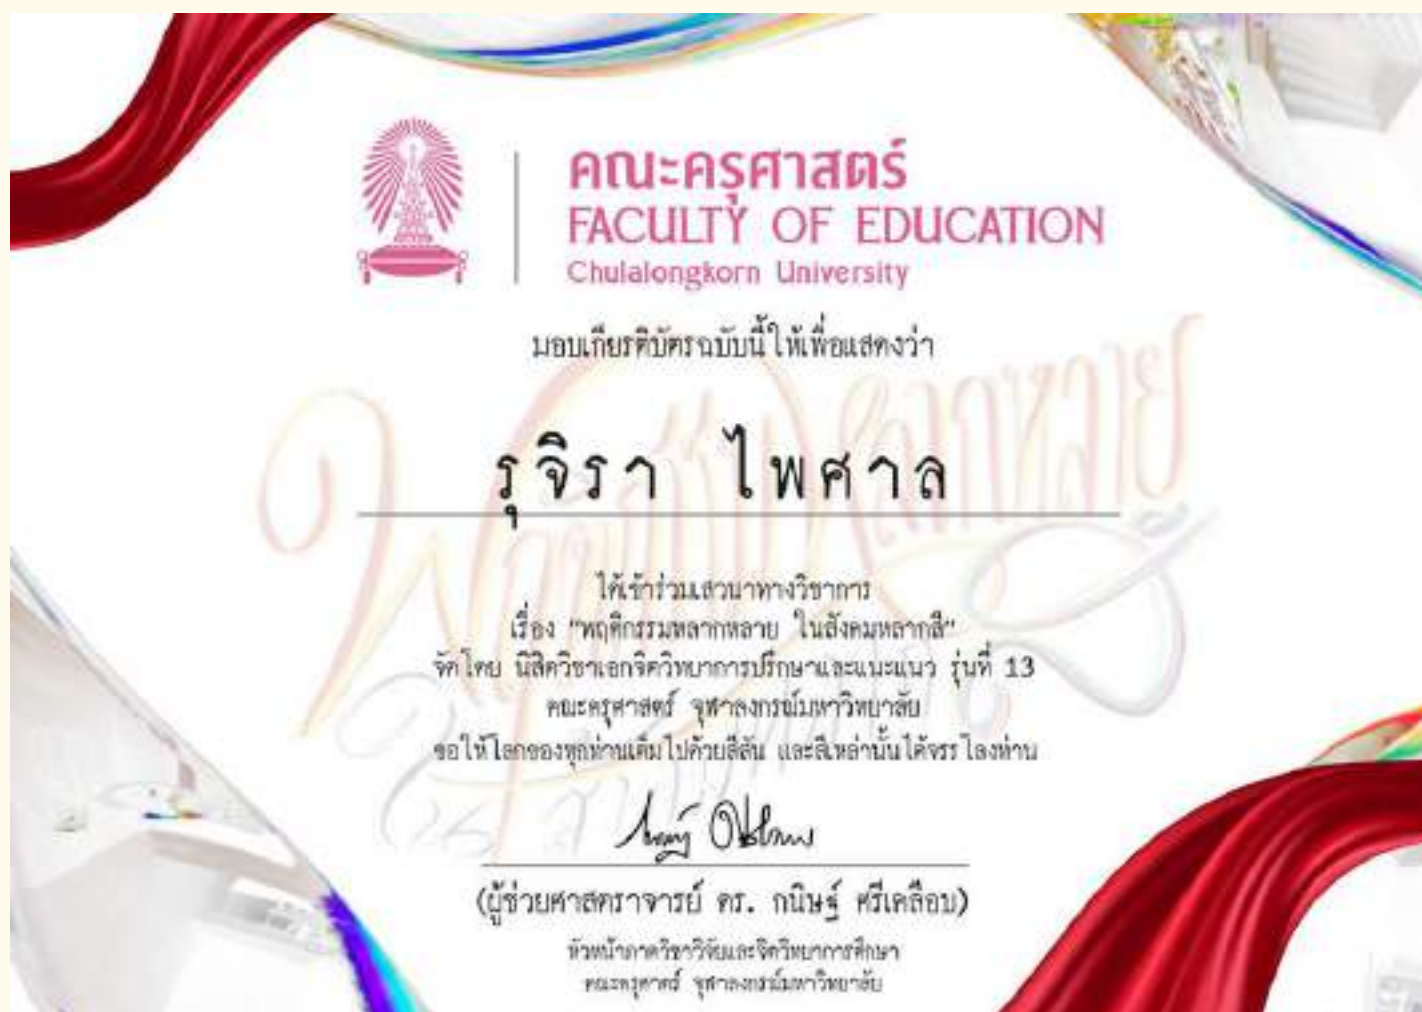 คณะครุศาสตร์
FACULTY OF EDUCATION
Chulalongkorn University
มอบเกียรติบัตรฉบับนี้ให้เพื่อแสดงว่า
รุจิรา ไพศาล
ได้เข้าร่วมเสวนาทางวิชาการ
เรื่อง "พฤติกรรมหลากหลาย ในสังคมหลากสี"
จัดโดย นิสิตวิชาเอกจิตวิทยาการปรึกษาและแนะแนว รุ่นที่ 13
คณะครุศาสตร์ จุฬาลงกรณ์มหาวิทยาลัย
ขอให้โลกของทุกท่านเต็มไปด้วยสีสัน และสีเหล่านั้นได้จรรโลงท่าน
(ผู้ช่วยศาสตราจารย์ ดร. กนิษฐ์ ศรีเคลือบ)
หัวหน้าภาควิชาวิจัยและจิตวิทยาการศึกษา
คณะครุศาสตร์ จุฬาลงกรณ์มหาวิทยาลัย